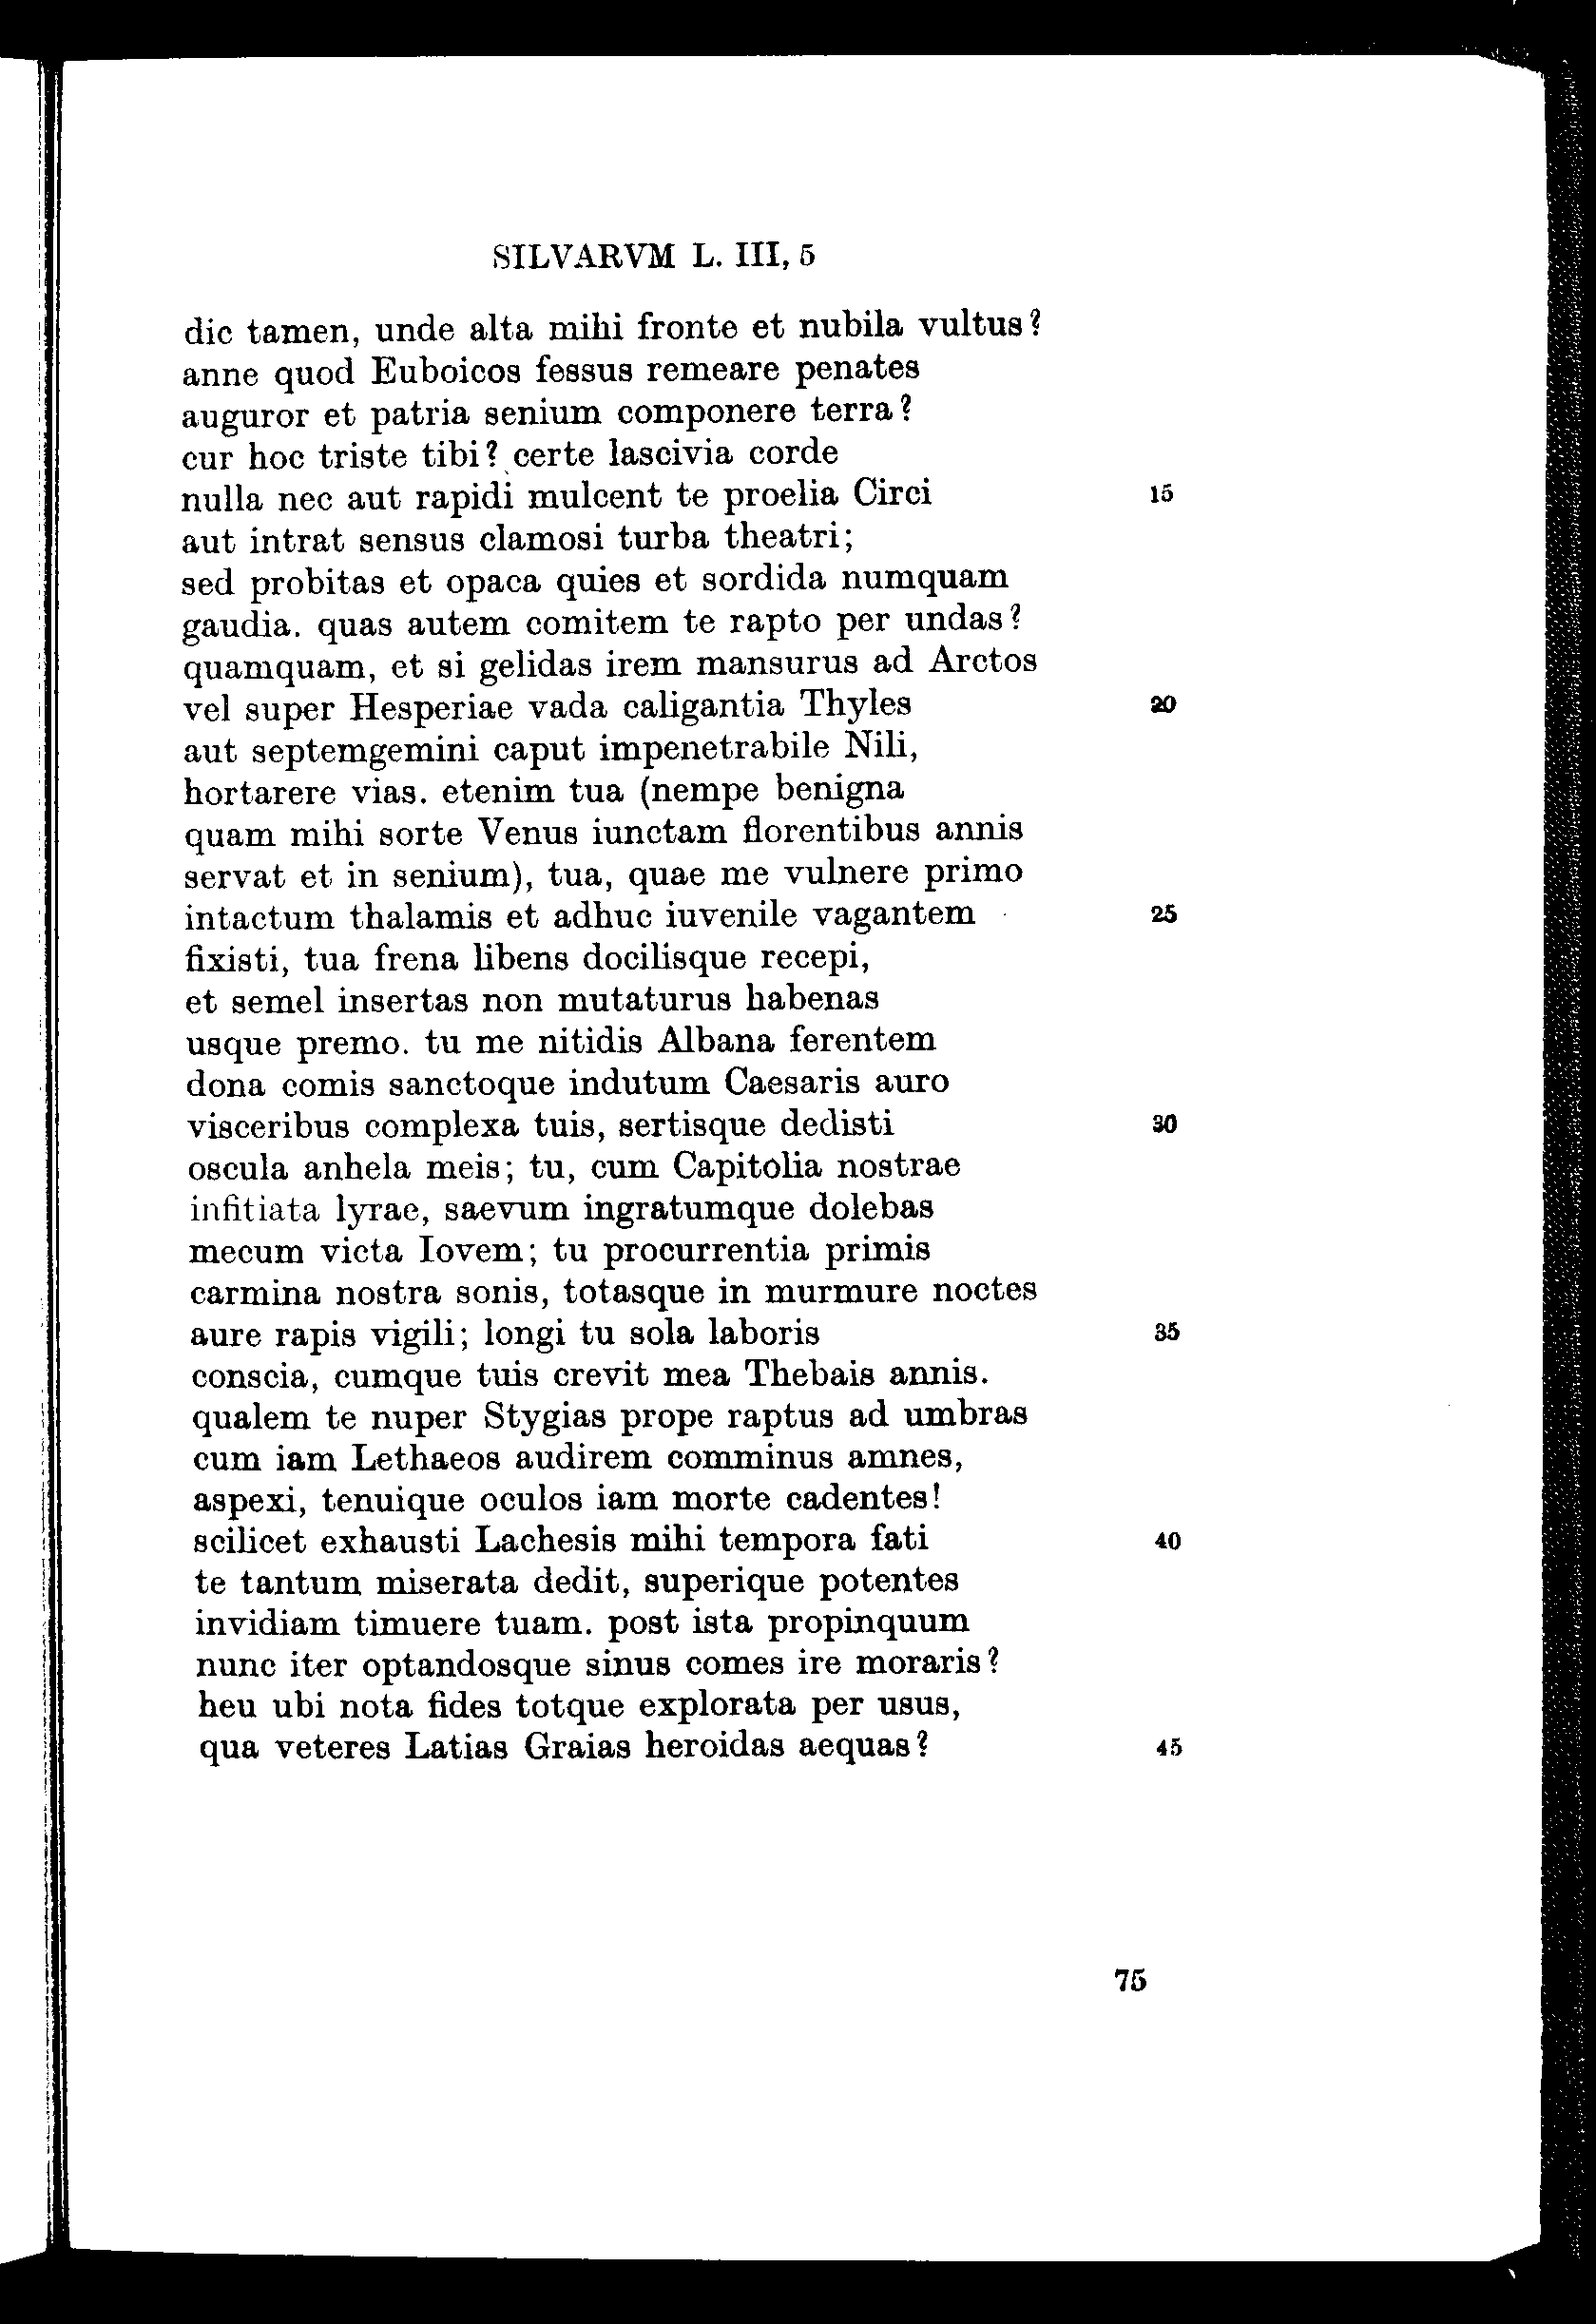 SILVARVM L. III, 5
dic tamen, unde alta mihi fronte et nubila vultus?
anne quod Euboicos fessus remeare penates
auguror et patria senium componere terra?
cur hoc triste tibi? certe lascivia corde
nulla nec aut rapidi mulcent te proelia Circi 15
aut intrat sensus clamosi turba theatri;
sed probitas et opaca quies et sordida numquam
gaudia. quas autem comitem te rapto per undas?
quamquam, et si gelidas irem mansurus ad Arctos
vel super Hesperiae vada caligantia Thyles 20
aut septemgemini caput impenetrabile Nili,
hortarere vias. etenim tua (nempe benigna
quam mihi sorte Venus iunctam florentibus annis
servat et in senium), tua, quae me vulnere primo
intactum thalamis et adhuc iuvenile vagantem 25
fixisti, tua frena libens docilisque recepi,
et semel insertas non mutaturus habenas
usque premo. tu me nitidis Albana ferentem
dona comis sanctoque indutum Caesaris auro
visceribus complexa tuis, sertisque dedisti 30
oscula anhela meis; tu, cum Capitolia nostrae
infitiata lyrae, saevum ingratumque dolebas
mecum victa Iovem; tu procurrentia primis
carmina nostra sonis, totasque in murmure noctes
aure rapis vigili; longi tu sola laboris 35
conscia, cumque tuis crevit mea Thebais annis.
qualem te nuper Stygias prope raptus ad umbras
cum iam Lethaeos audirem comminus amnes,
aspexi, tenuique oculos iam morte cadentes!
scilicet exhausti Lachesis mihi tempora fati 40
te tantum miserata dedit, superique potentes
invidiam timuere tuam. post ista propinquum
nunc iter optandosque sinus comes ire moraris?
heu ubi nota fides totque explorata per usus,
qua veteres Latias Graias heroidas aequas? 45
75